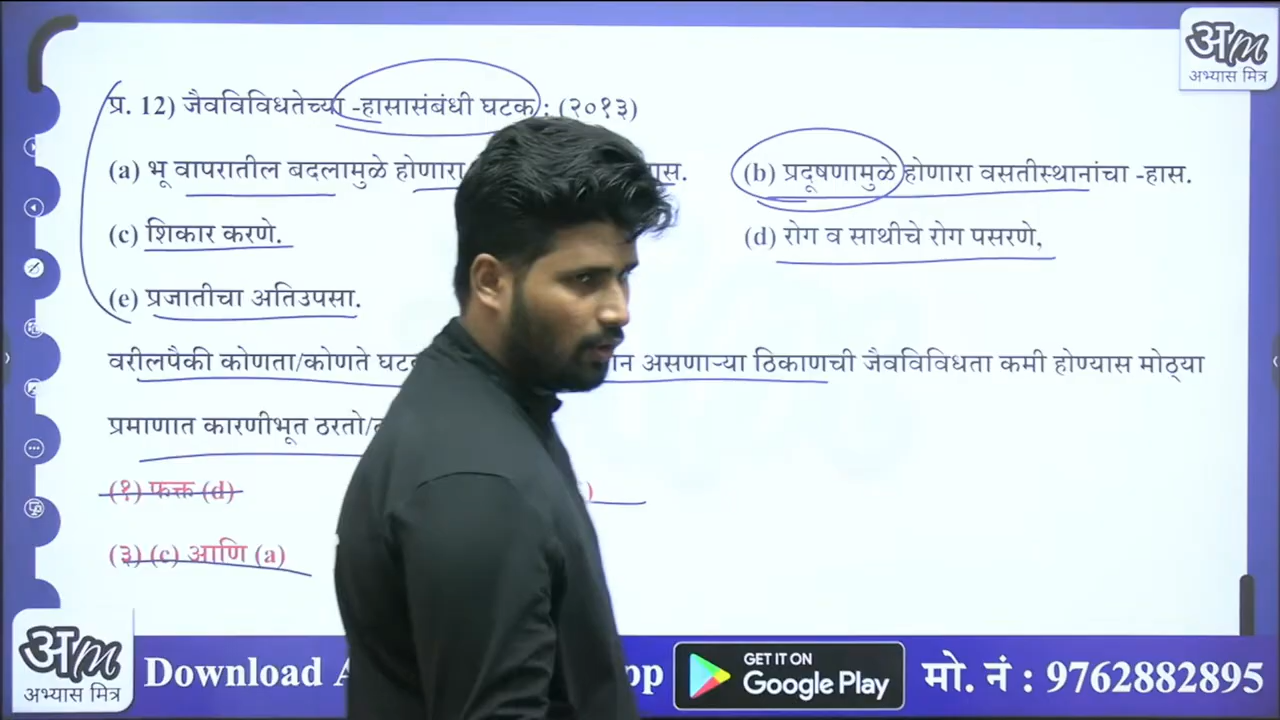 अm
अभ्यास मित्र
प्र. 12) जैवविविधतेच्या -हासासंबंधी घटक : (२०१३)
(a) भू वापरातील बदलामुळे होणारा ास. (b) प्रदूषणामुळे होणारा वसतीस्थानांचा -हास.
(c) शिकार करणे. (d) रोग व साथीचे रोग पसरणे,
(e) प्रजातीचा अतिउपसा.
वरीलपैकी कोणता/कोणते असणाऱ्या ठिकाणची जैवविविधता कमी होण्यास मोठ्या
प्रमाणात कारणीभूत ठरतो/
(१) फक्त (d)
(३) (c) आणि (a)
अm
अभ्यास मित्र
Download GET IT ON
Google Play
मो. नं : 9762882895